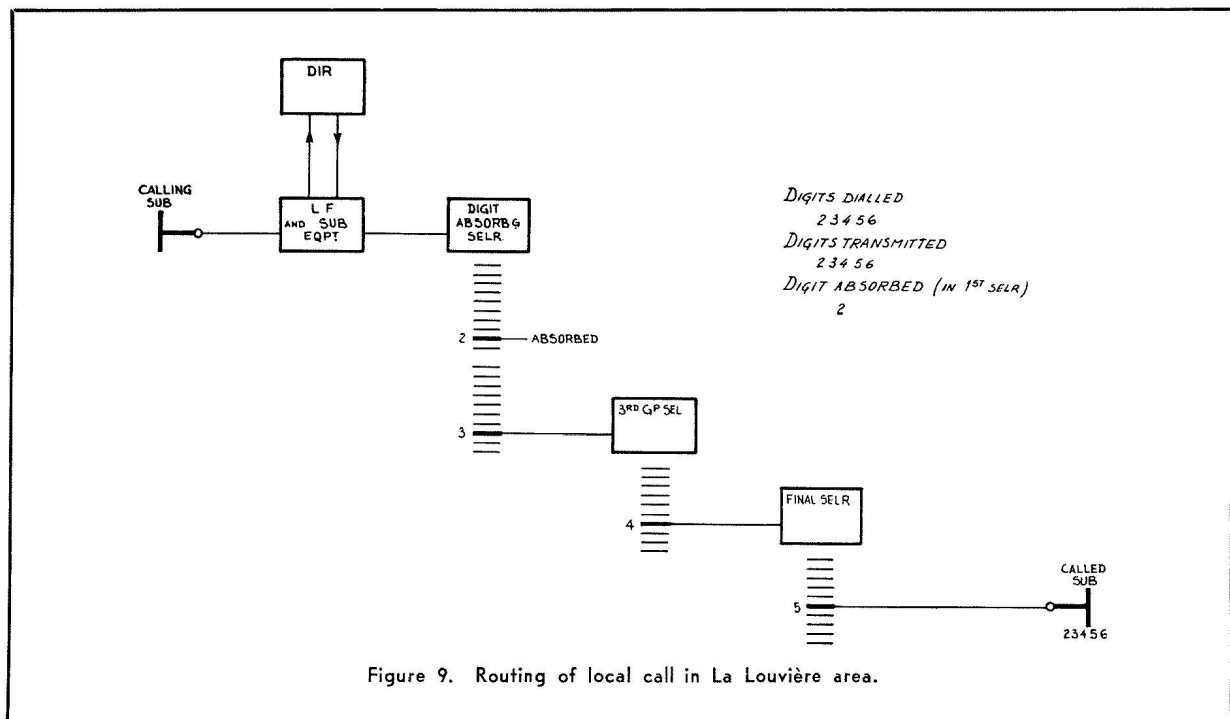 DIR
CALLING
SUB
L F
AND SUB
EQPT
DIGIT
ABSORBG
SELR.
DIGITS DIALLED
23456
DIGITS TRANSMITTED
23456
DIGIT ABSORBED (IN 1ST SELR)
2
2 ABSORBED
3
3RD GP SEL
4
FINAL SELR
5
CALLED
SUB
23456
Figure 9. Routing of local call in La Louvière area.